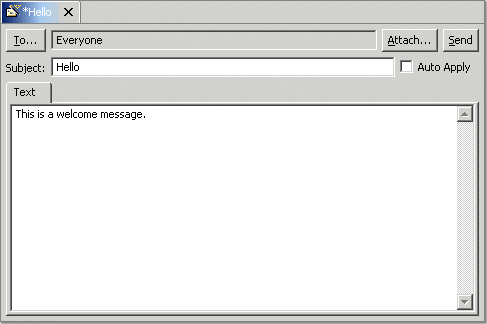 *Hello
To... Everyone Attach... Send
Subject: Hello Auto Apply
Text
This is a welcome message.